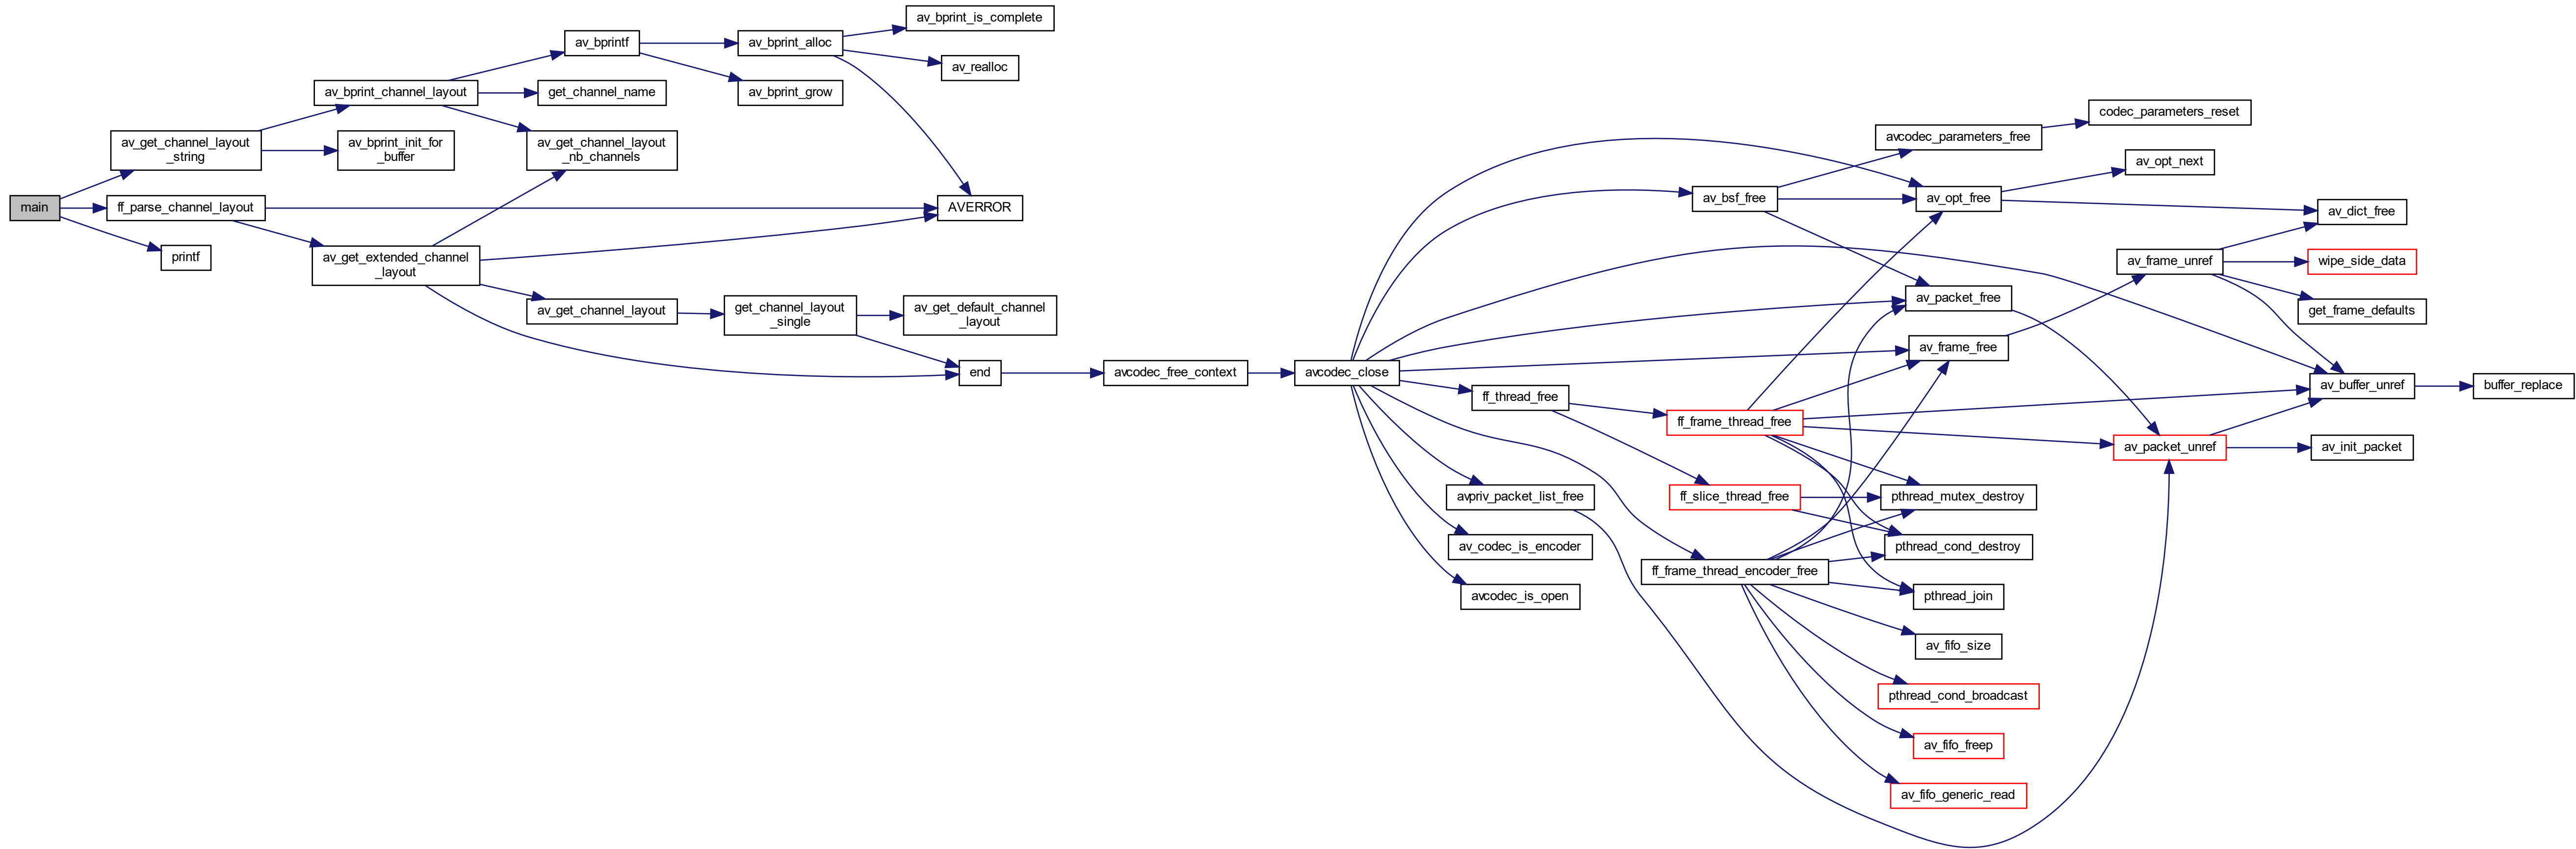 main
av_get_channel_layout
_string
ff_parse_channel_layout
printf
av_bprint_channel_layout
av_bprint_init_for
_buffer
av_get_extended_channel
_layout
av_bprintf
get_channel_name
av_get_channel_layout
_nb_channels
av_get_channel_layout
av_bprint_alloc
av_bprint_grow
get_channel_layout
_single
av_bprint_is_complete
av_realloc
AVERROR
av_get_default_channel
_layout
end
avcodec_free_context
avcodec_close
ff_thread_free
avpriv_packet_list_free
av_codec_is_encoder
avcodec_is_open
av_bsf_free
ff_frame_thread_free
ff_slice_thread_free
ff_frame_thread_encoder_free
avcodec_parameters_free
av_opt_free
av_packet_free
av_frame_free
pthread_mutex_destroy
pthread_cond_destroy
pthread_join
av_fifo_size
pthread_cond_broadcast
av_fifo_freep
av_fifo_generic_read
codec_parameters_reset
av_opt_next
av_frame_unref
av_packet_unref
av_dict_free
wipe_side_data
get_frame_defaults
av_buffer_unref
av_init_packet
buffer_replace